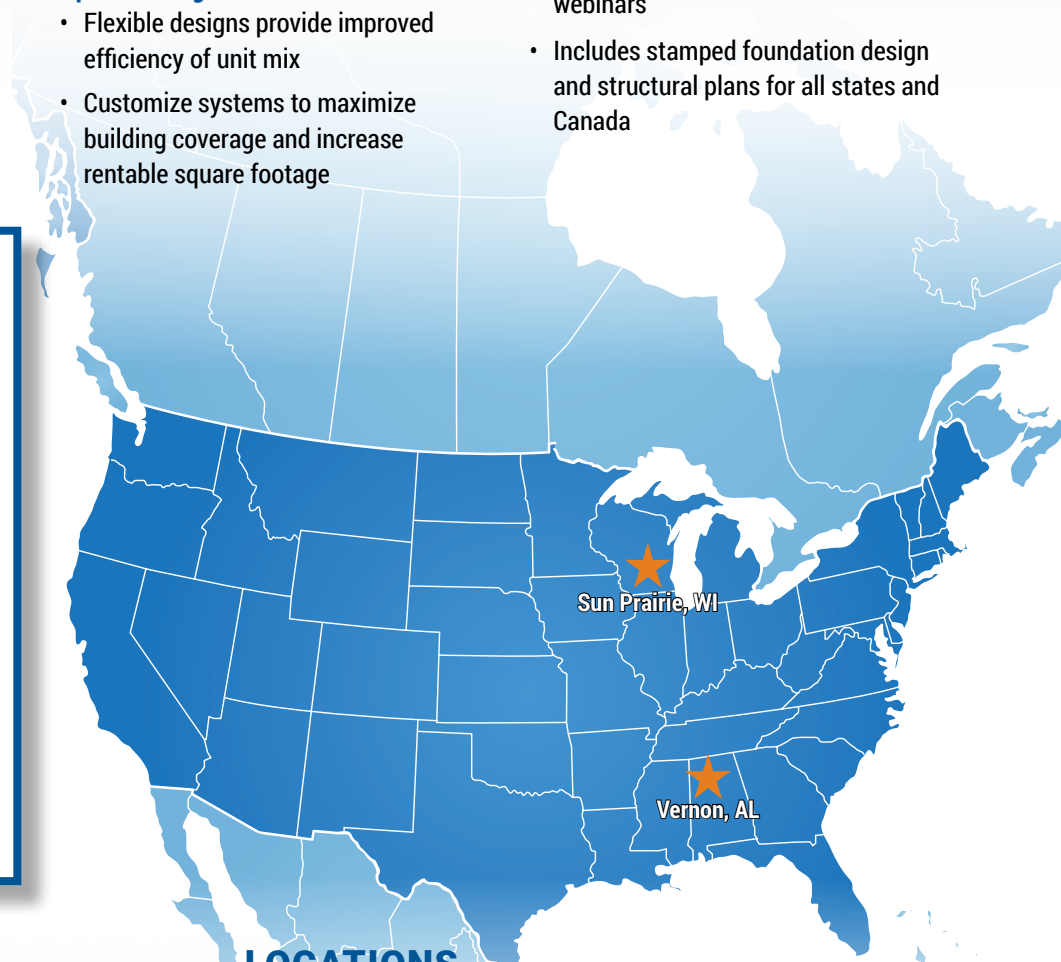 • Flexible designs provide improved
efficiency of unit mix
• Customize systems to maximize
building coverage and increase
rentable square footage
webinars
• Includes stamped foundation design
and structural plans for all states and
Canada
Sun Prairie, WI
Vernon, AL
LOCATIONS